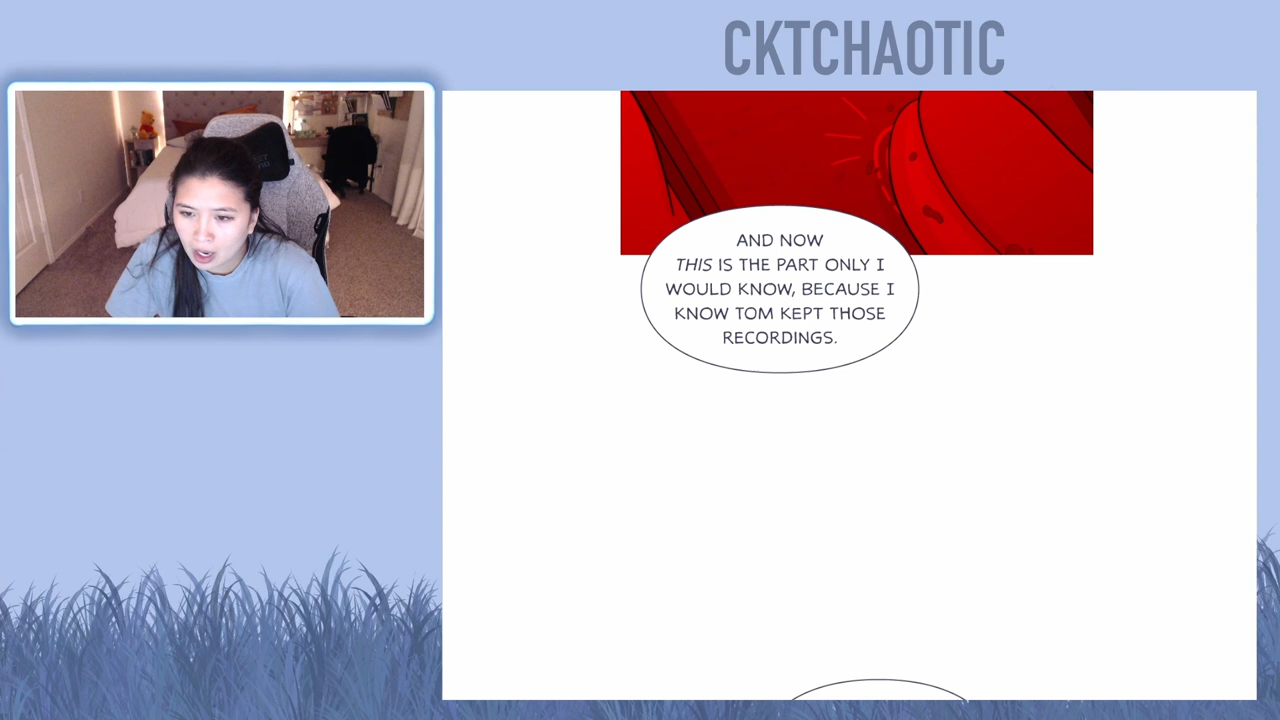 CKTCHAOTIC
AND NOW
THIS IS THE PART ONLY I
WOULD KNOW, BECAUSE I
KNOW TOM KEPT THOSE
RECORDINGS.